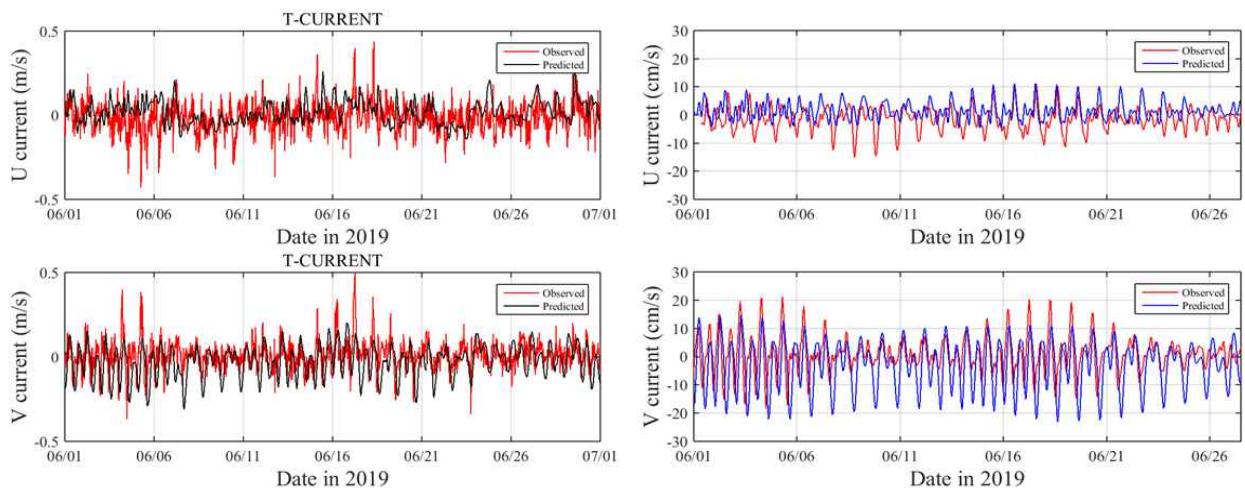 T-CURRENT
U current (m/s)
0.5
0
-0.5
Observed
Predicted
06/01 06/06 06/11 06/16 06/21 06/26 07/01
Date in 2019
U current (cm/s)
30
20
10
0
-10
-20
-30
Observed
Predicted
06/01 06/06 06/11 06/16 06/21 06/26
Date in 2019
T-CURRENT
V current (m/s)
0.5
0
-0.5
Observed
Predicted
06/01 06/06 06/11 06/16 06/21 06/26 07/01
Date in 2019
V current (cm/s)
30
20
10
0
-10
-20
-30
Observed
Predicted
06/01 06/06 06/11 06/16 06/21 06/26
Date in 2019